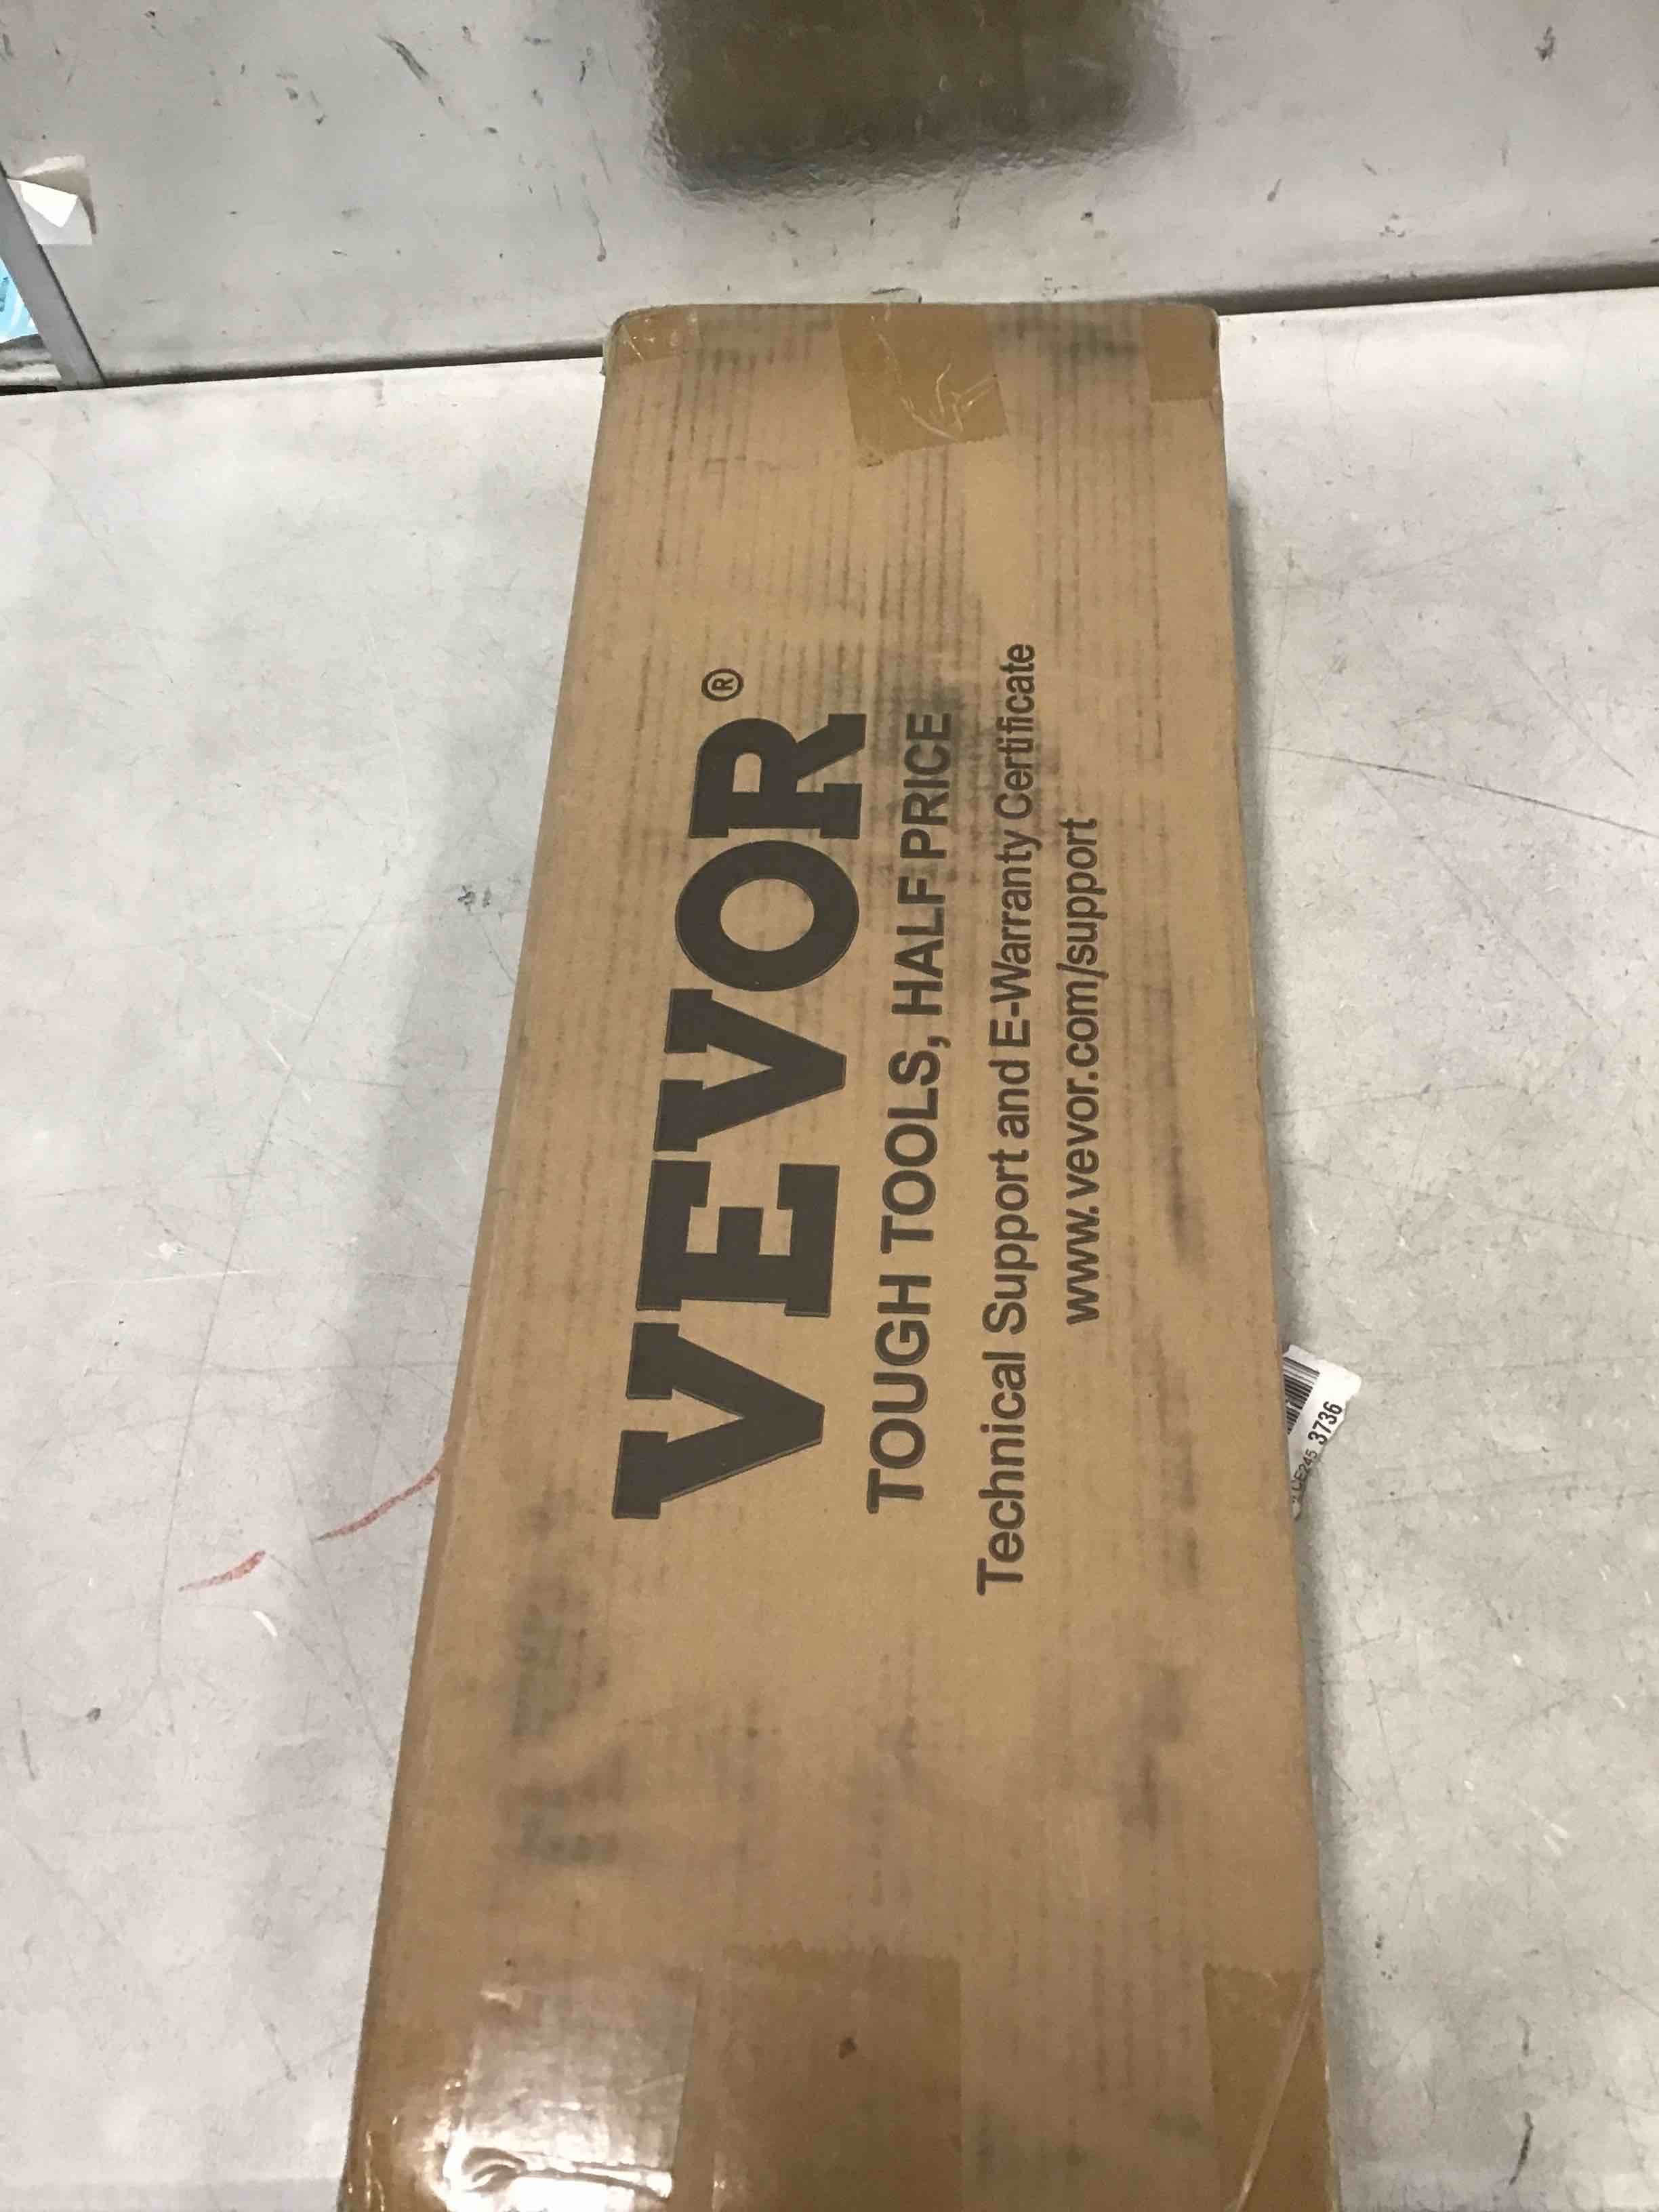 VEVOR®
TOUGH TOOLS, HALF PRICE
Technical Support and E-Warranty Certificate
www.vevor.com/support
3736